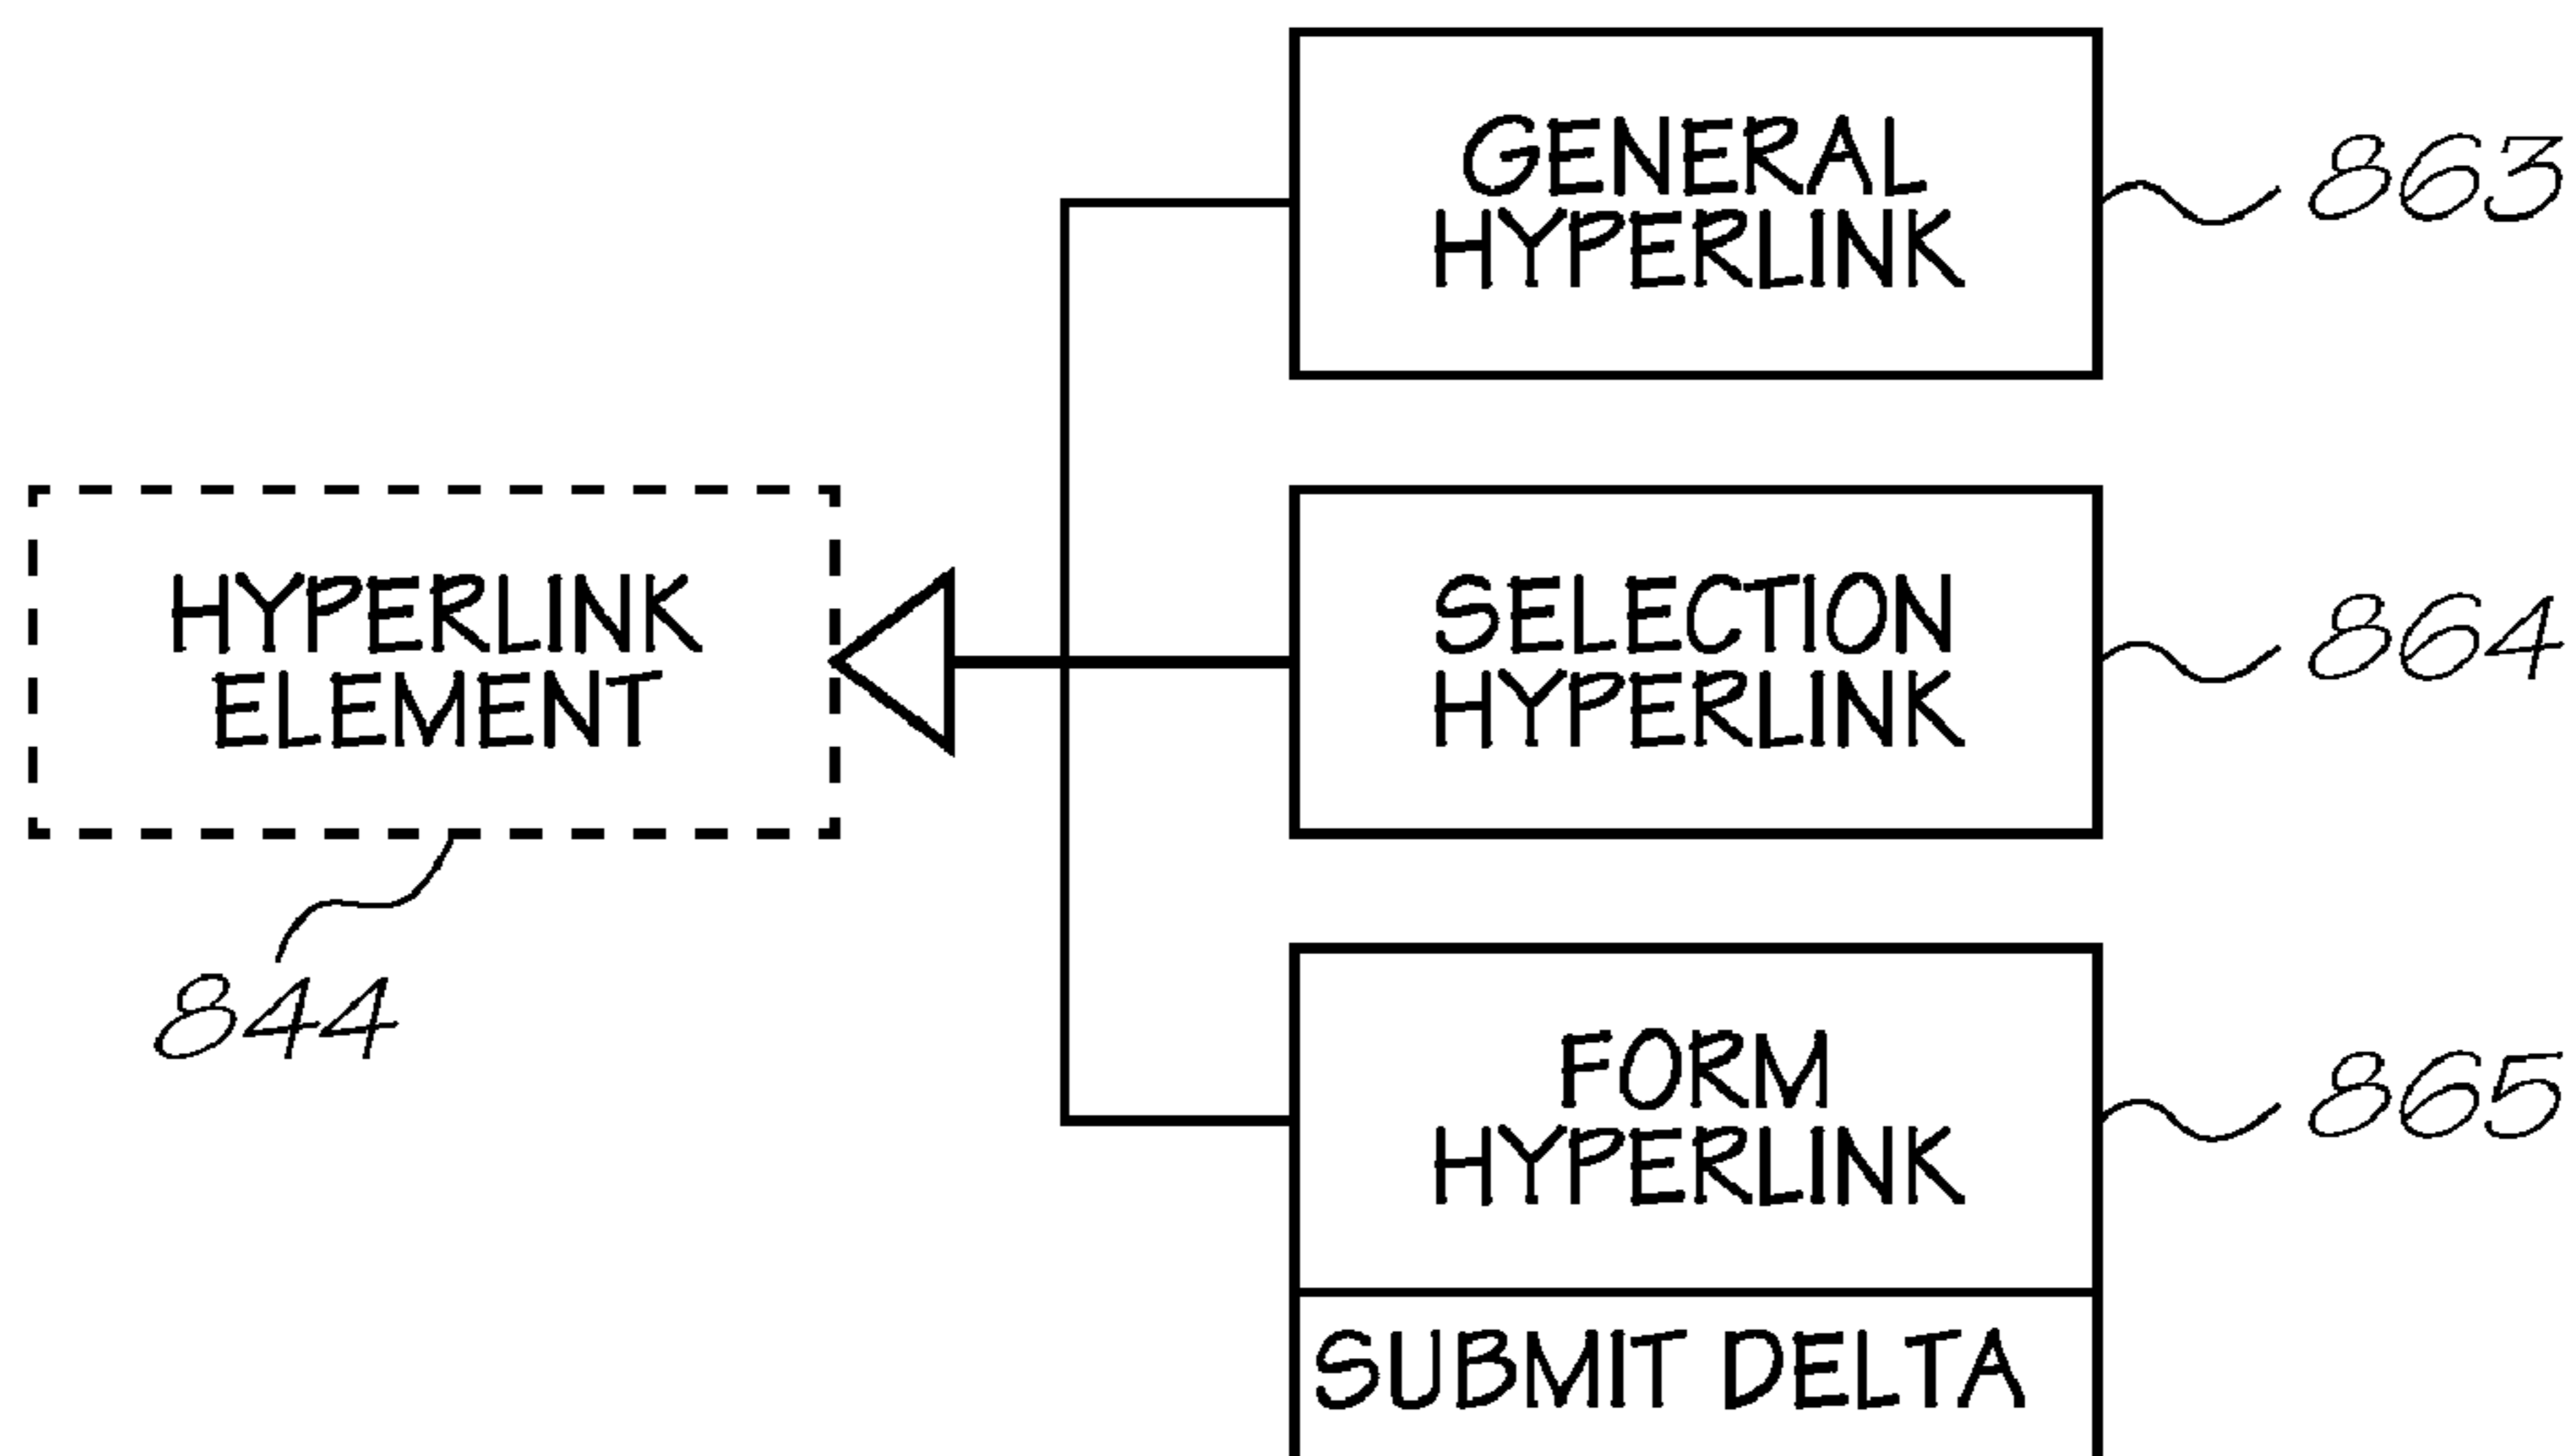 GENERAL
HYPERLINK
863
HYPERLINK
ELEMENT
844
SELECTION
HYPERLINK
864
FORM
HYPERLINK
865
SUBMIT DELTA